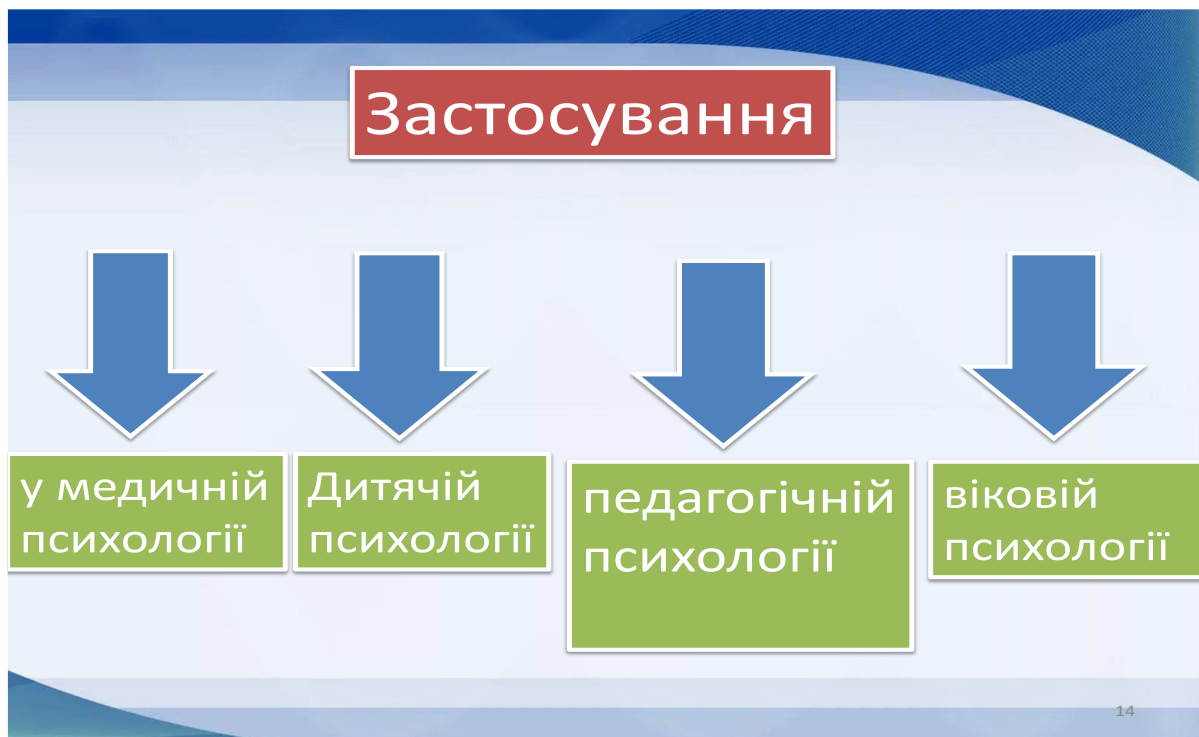 Застосування
у медичній
психології
Дитячій
психології
педагогічній
психології
віковій
психології
14